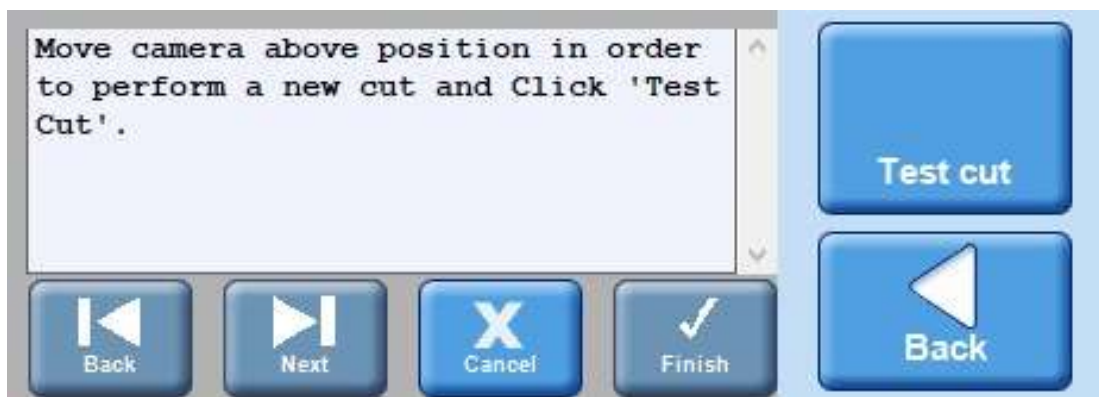 Move camera above position in order
to perform a new cut and Click 'Test
Cut'.
Test cut
Back
Next
Cancel
Finish
Back